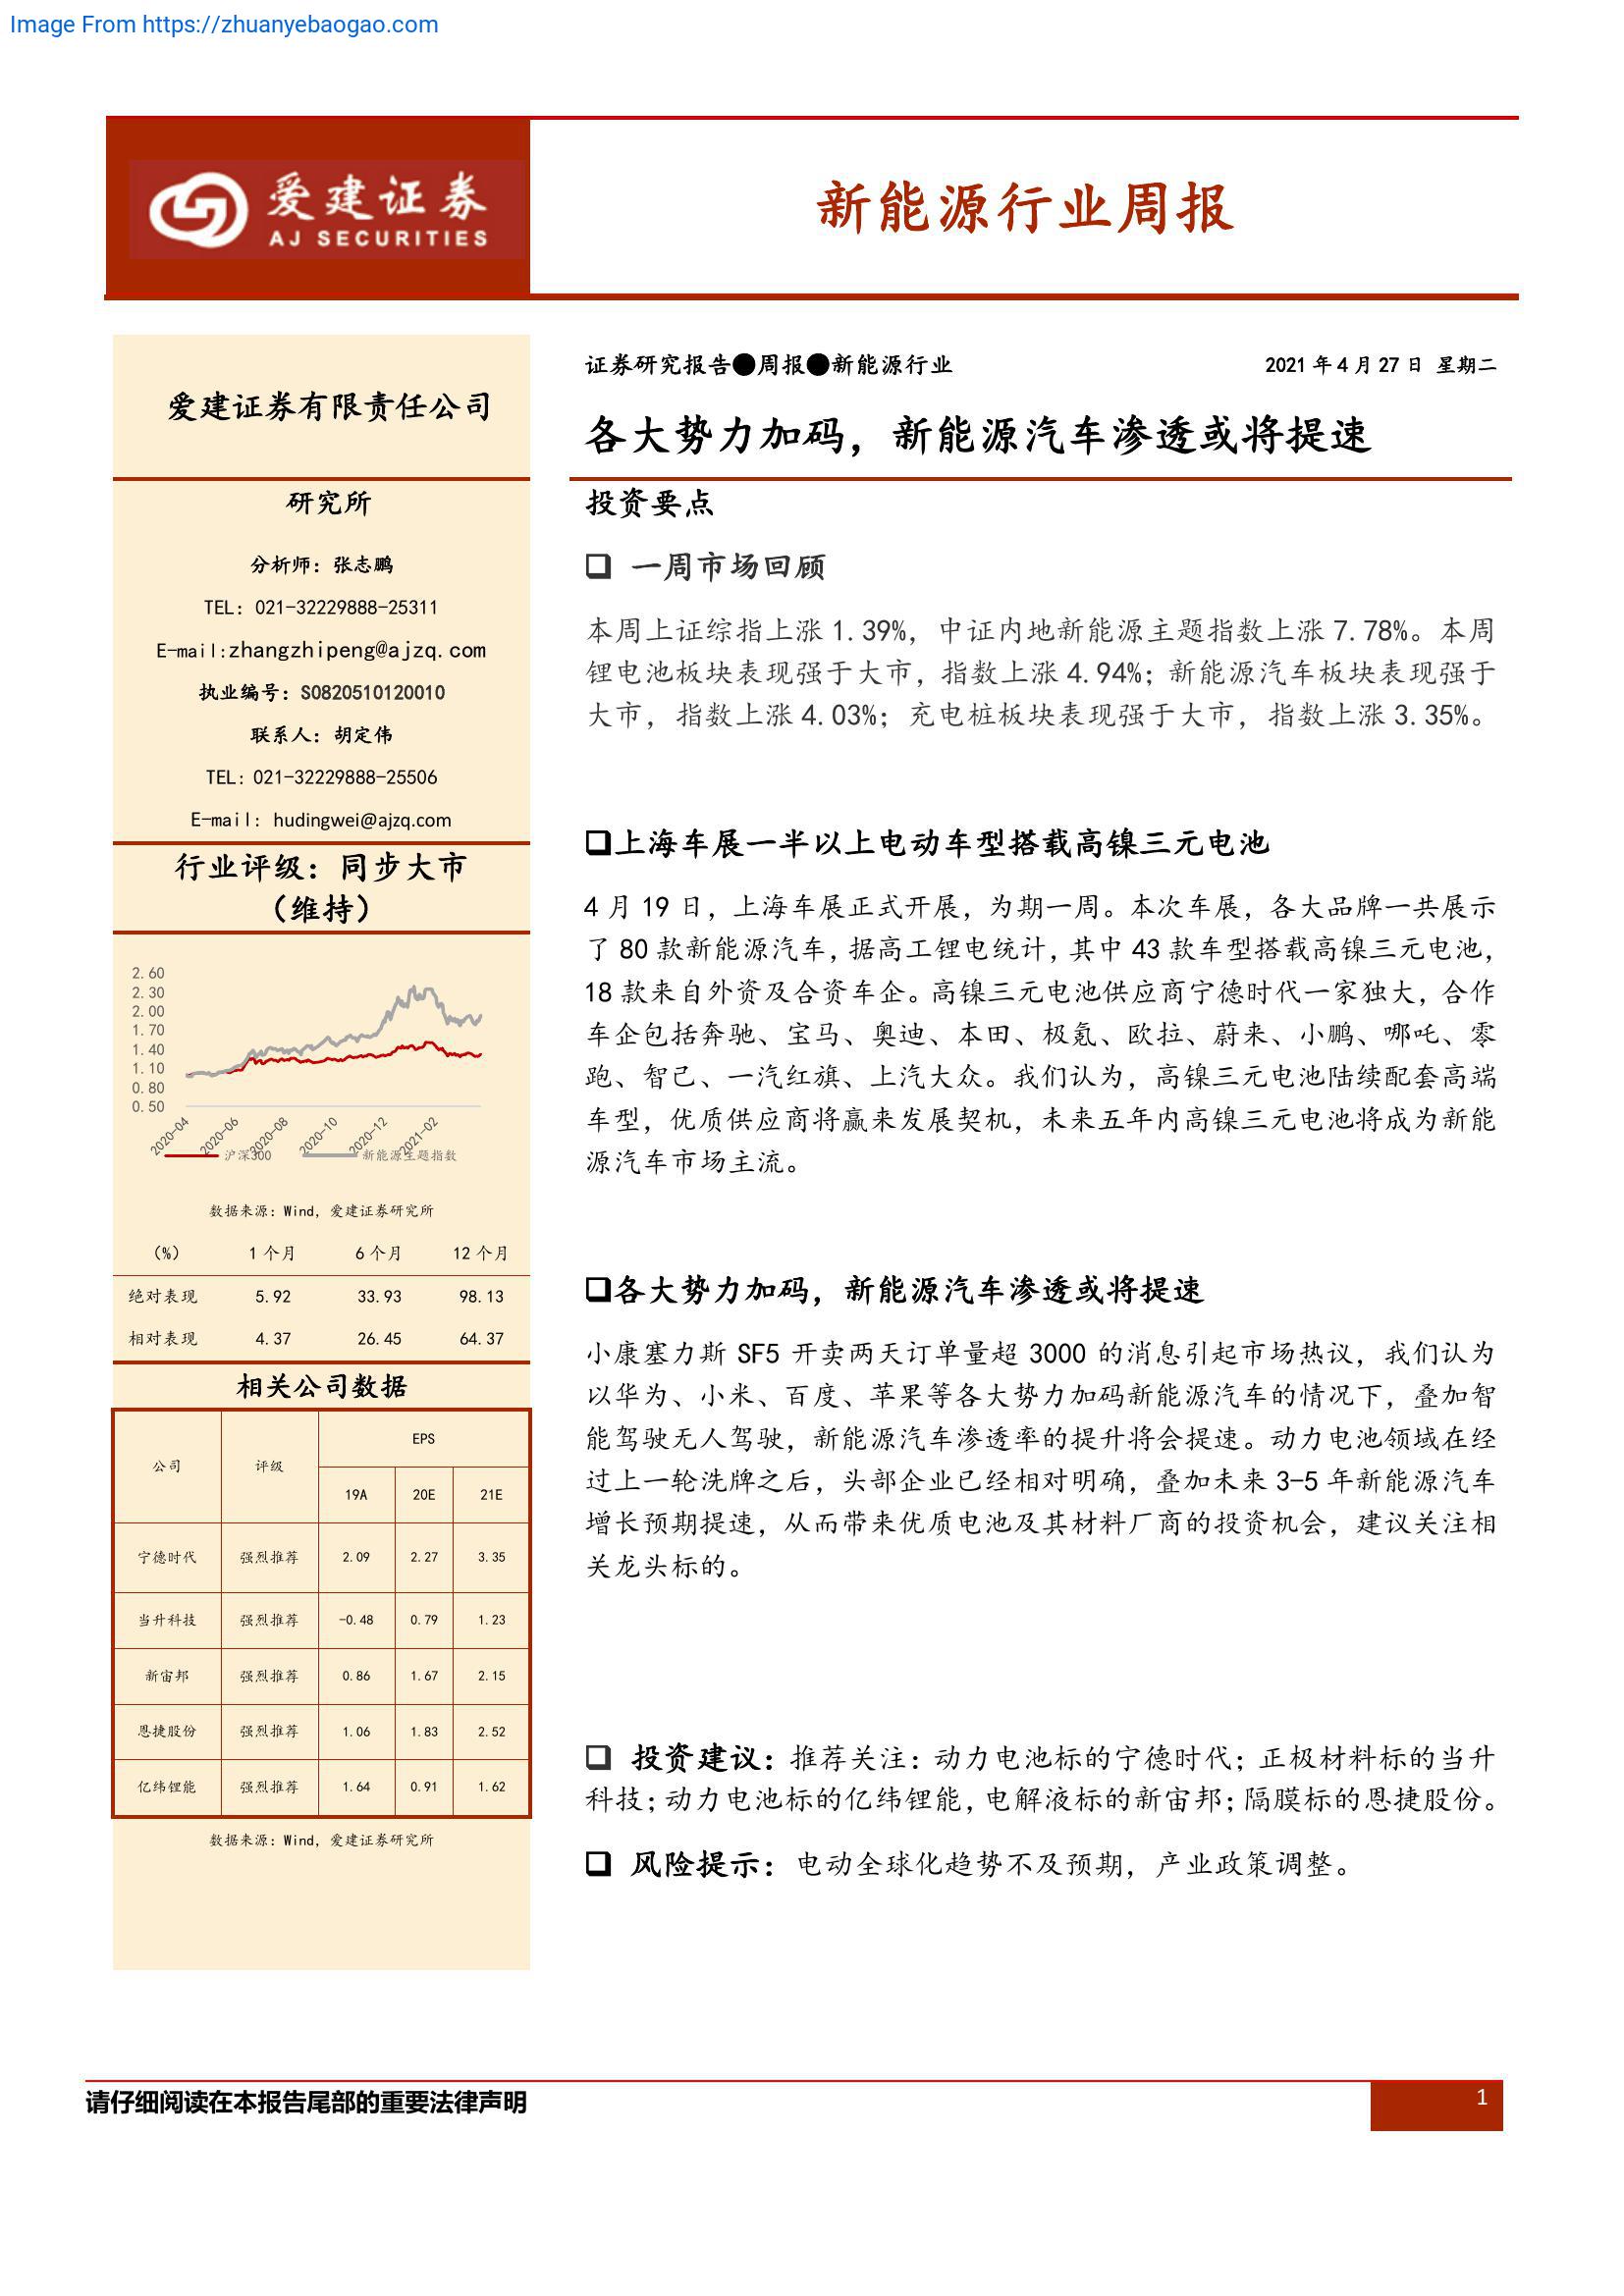 Image From https://zhuanyebaogao.com
爱建证券
AJ SECURITIES
新能源行业周报
爱建证券有限责任公司
研究所
分析师：张志鹏
TEL：021-32229888-25311
E-mail:zhangzhipeng@ajzq.com
执业编号：S0820510120010
联系人：胡定伟
TEL：021-32229888-25506
E-mail：hudingwei@ajzq.com
行业评级：同步大市
（维持）
2.60
2.30
2.00
1.70
1.40
1.10
0.80
0.50
2020-04 2020-06 2020-08 2020-10 2020-12 2021-02
沪深300 新能源主题指数
数据来源：Wind，爱建证券研究所
（%） 1 个月 6 个月 12 个月
绝对表现 5.92 33.93 98.13
相对表现 4.37 26.45 64.37
相关公司数据
公司 评级 EPS
19A 20E 21E
宁德时代 强烈推荐 2.09 2.27 3.35
当升科技 强烈推荐 -0.48 0.79 1.23
新宙邦 强烈推荐 0.86 1.67 2.15
恩捷股份 强烈推荐 1.06 1.83 2.52
亿纬锂能 强烈推荐 1.64 0.91 1.62
数据来源：Wind，爱建证券研究所
证券研究报告●周报●新能源行业 2021 年 4 月 27 日 星期二
各大势力加码，新能源汽车渗透或将提速
投资要点
❑ 一周市场回顾
本周上证综指上涨 1.39%，中证内地新能源主题指数上涨 7.78%。本周
锂电池板块表现强于大市，指数上涨 4.94%；新能源汽车板块表现强于
大市，指数上涨 4.03%；充电桩板块表现强于大市，指数上涨 3.35%。
❑上海车展一半以上电动车型搭载高镍三元电池
4 月 19 日，上海车展正式开展，为期一周。本次车展，各大品牌一共展示
了 80 款新能源汽车，据高工锂电统计，其中 43 款车型搭载高镍三元电池，
18 款来自外资及合资车企。高镍三元电池供应商宁德时代一家独大，合作
车企包括奔驰、宝马、奥迪、本田、极氪、欧拉、蔚来、小鹏、哪吒、零
跑、智己、一汽红旗、上汽大众。我们认为，高镍三元电池陆续配套高端
车型，优质供应商将赢来发展契机，未来五年内高镍三元电池将成为新能
源汽车市场主流。
❑各大势力加码，新能源汽车渗透或将提速
小康塞力斯 SF5 开卖两天订单量超 3000 的消息引起市场热议，我们认为
以华为、小米、百度、苹果等各大势力加码新能源汽车的情况下，叠加智
能驾驶无人驾驶，新能源汽车渗透率的提升将会提速。动力电池领域在经
过上一轮洗牌之后，头部企业已经相对明确，叠加未来 3-5 年新能源汽车
增长预期提速，从而带来优质电池及其材料厂商的投资机会，建议关注相
关龙头标的。
❑ 投资建议：推荐关注：动力电池标的宁德时代；正极材料标的当升
科技；动力电池标的亿纬锂能，电解液标的新宙邦；隔膜标的恩捷股份。
❑ 风险提示：电动全球化趋势不及预期，产业政策调整。
请仔细阅读在本报告尾部的重要法律声明 1